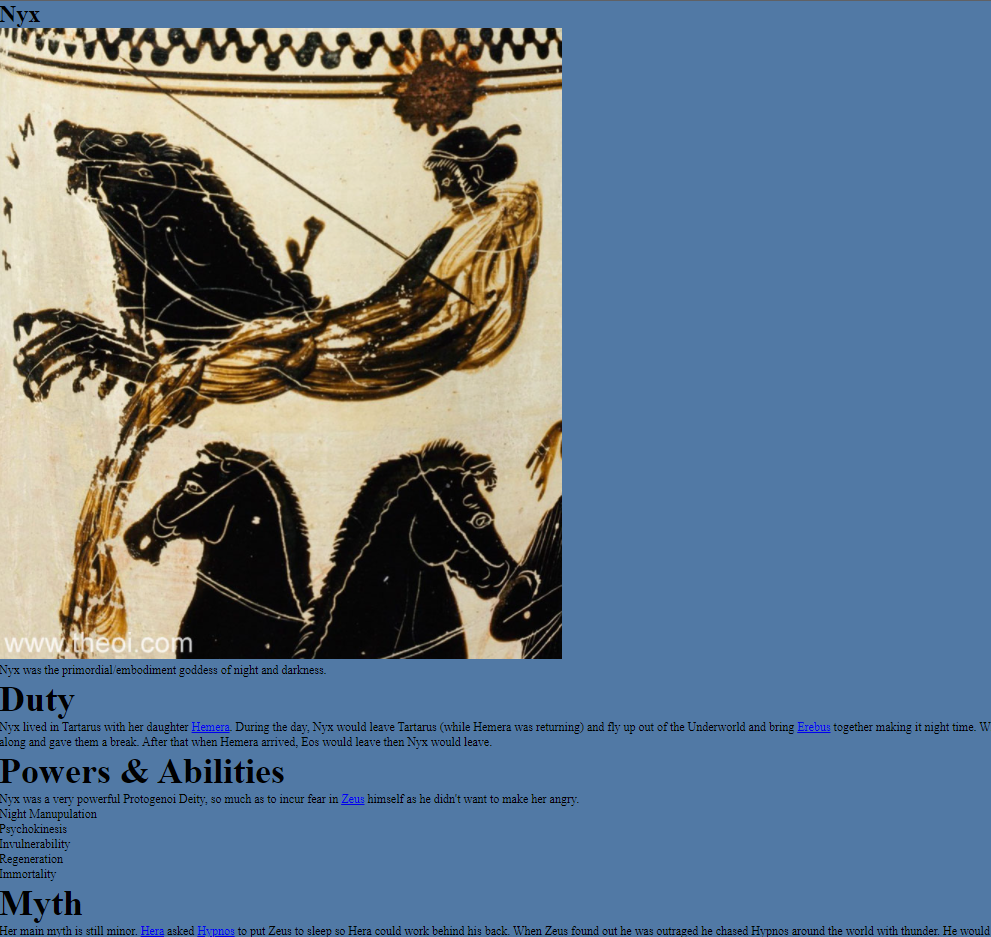 Nyx
www.theoi.com
Nyx was the primordial/embodiment goddess of night and darkness.
Duty
Nyx lived in Tartarus with her daughter Hemera. During the day, Nyx would leave Tartarus (while Hemera was returning) and fly up out of the Underworld and bring Erebus together making it night time. W
along and gave them a break. After that when Hemera arrived, Eos would leave then Nyx would leave.
Powers & Abilities
Nyx was a very powerful Protogenoi Deity, so much as to incur fear in Zeus himself as he didn't want to make her angry.
Night Manupulation
Psychokinesis
Invulnerability
Regeneration
Immortality
Myth
Her main myth is still minor. Hera asked Hypnos to put Zeus to sleep so Hera could work behind his back. When Zeus found out he was outraged he chased Hypnos around the world with thunder. He would